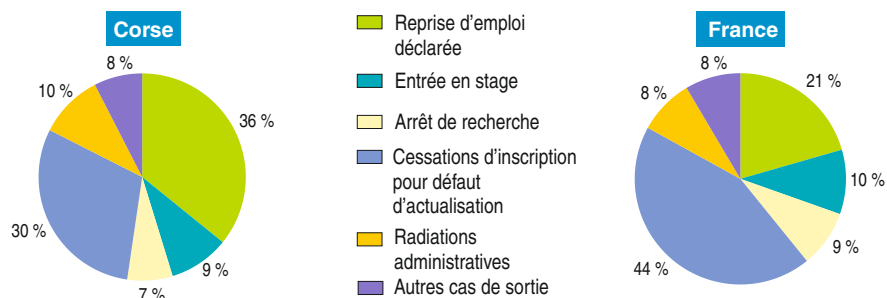 Corse
8 %
10 %
36 %
30 %
9 %
7 %
Reprise d'emploi
déclarée
Entrée en stage
Arrêt de recherche
Cessations d'inscription
pour défaut
d'actualisation
Radiations
administratives
Autres cas de sortie
France
8 %
21 %
8 %
10 %
9 %
44 %